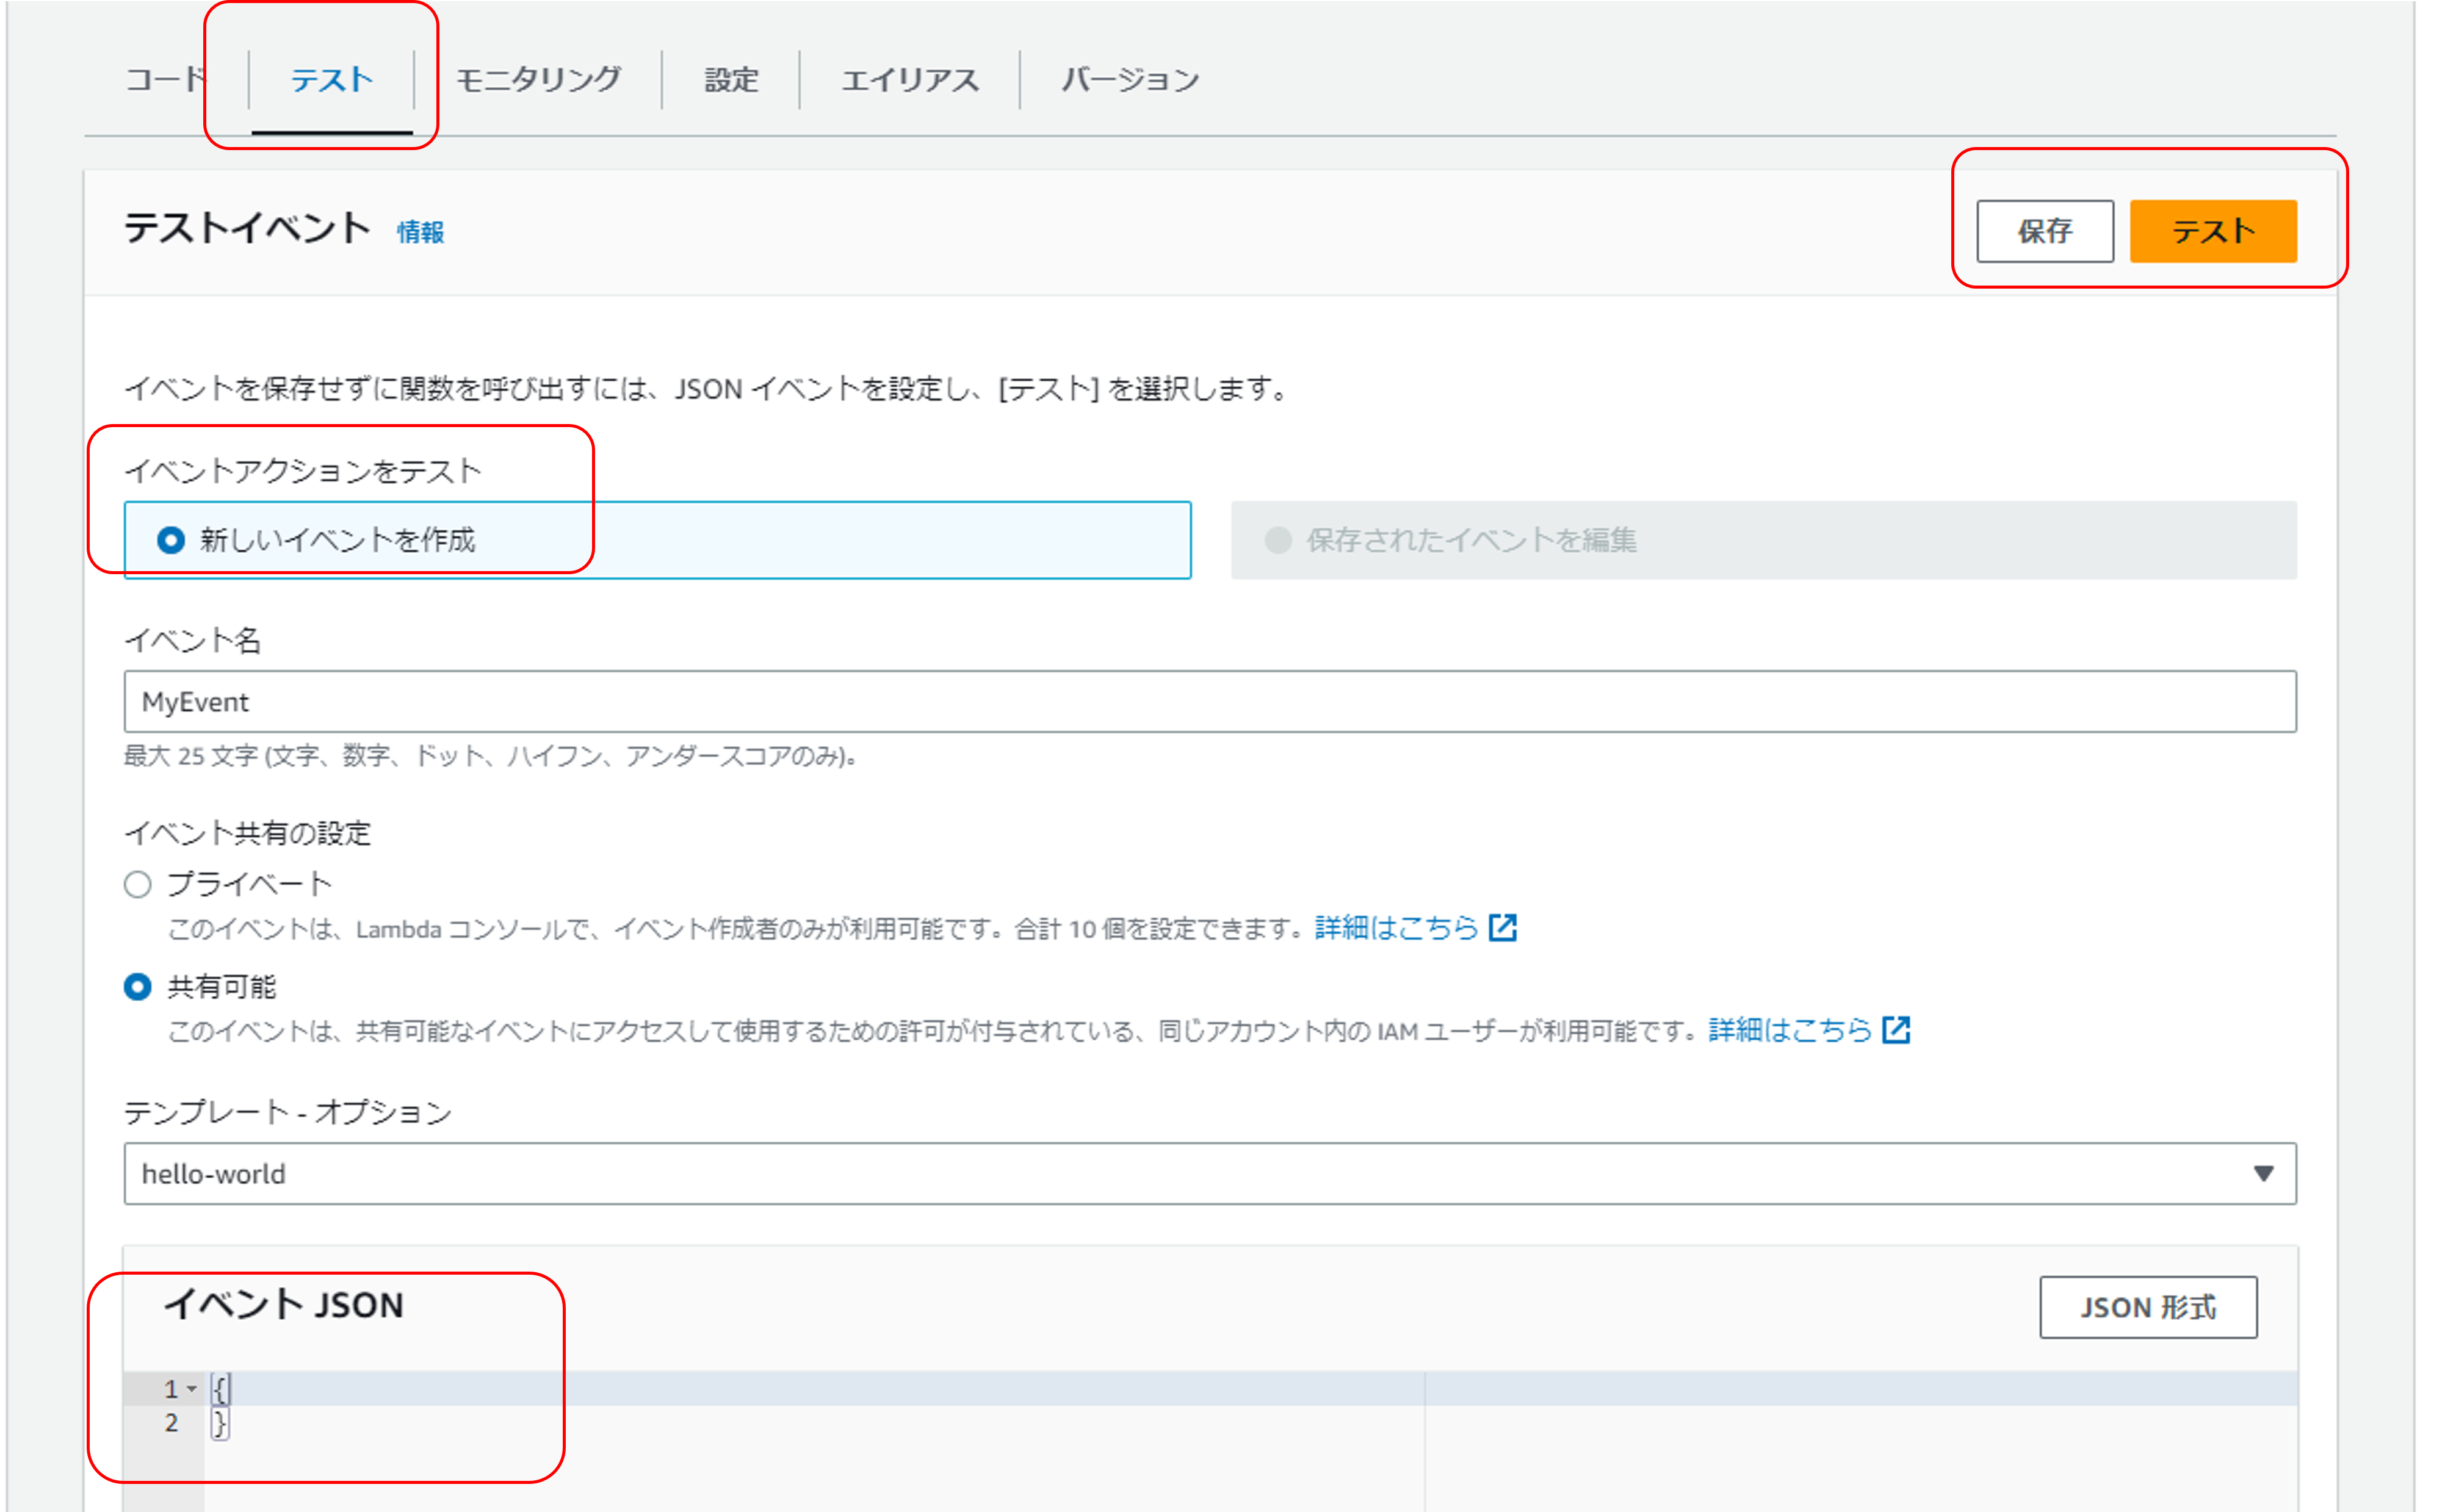 コード テスト モニタリング 設定 エイリアス バージョン
テストイベント 情報 保存 テスト
イベントを保存せずに関数を呼び出すには、JSON イベントを設定し、[テスト] を選択します。
イベントアクションをテスト
新しいイベントを作成 保存されたイベントを編集
イベント名
MyEvent
最大 25 文字 (文字、数字、ドット、ハイフン、アンダースコアのみ)。
イベント共有の設定
プライベート
このイベントは、Lambda コンソールで、イベント作成者のみが利用可能です。合計 10 個を設定できます。詳細はこちら
共有可能
このイベントは、共有可能なイベントにアクセスして使用するための許可が付与されている、同じアカウント内の IAM ユーザーが利用可能です。詳細はこちら
テンプレート - オプション
hello-world
イベント JSON JSON 形式
1 {
2 }